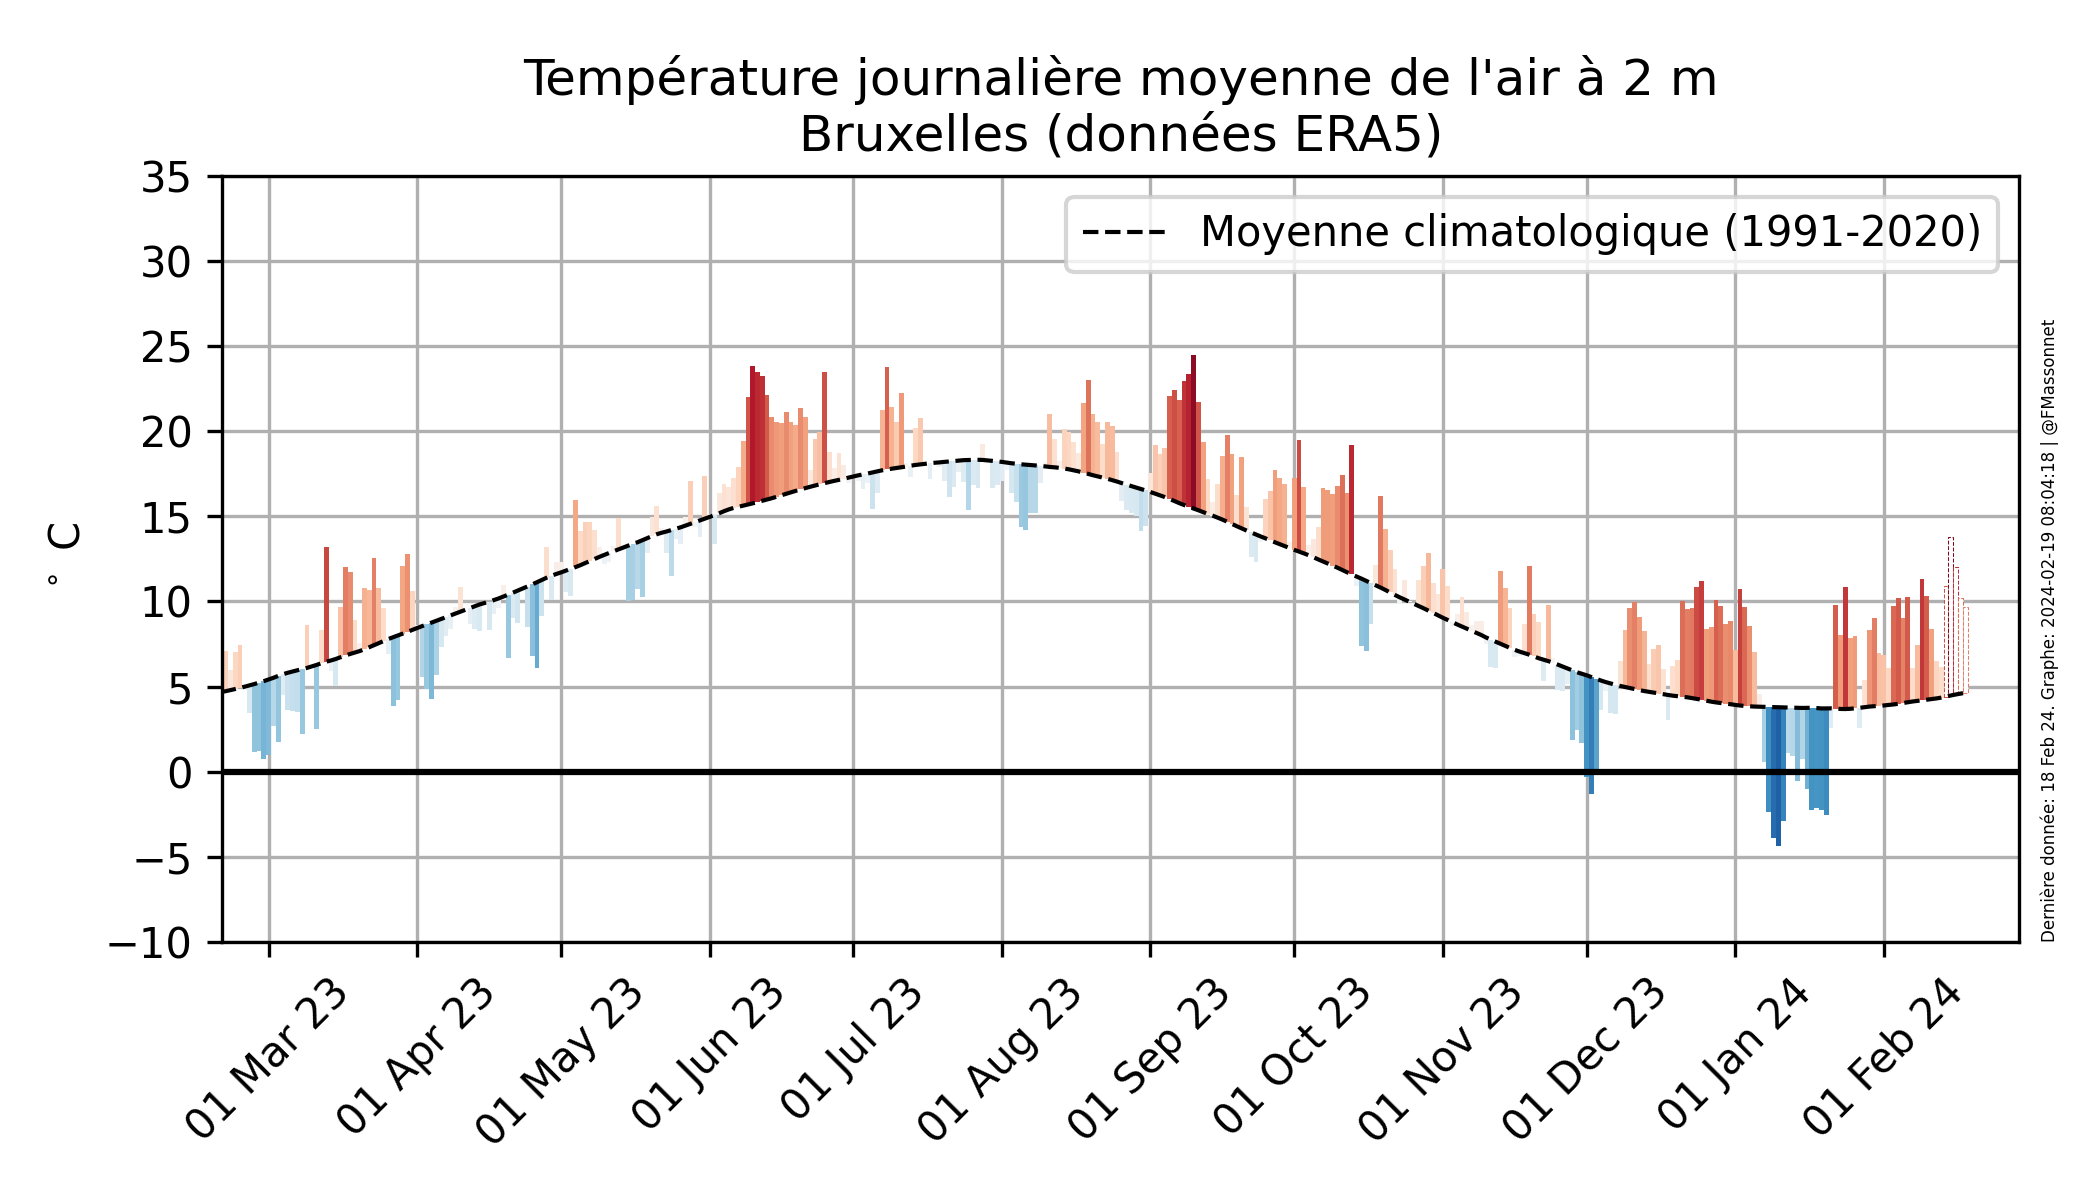 Température journalière moyenne de l'air à 2 m
Bruxelles (données ERA5)
Moyenne climatologique (1991-2020)
° C
35
30
25
20
15
10
5
0
−5
−10
01 Mar 23
01 Apr 23
01 May 23
01 Jun 23
01 Jul 23
01 Aug 23
01 Sep 23
01 Oct 23
01 Nov 23
01 Dec 23
01 Jan 24
01 Feb 24
Dernière donnée: 18 Feb 24. Graphe: 2024-02-19 08:04:18 | @FMassonnet